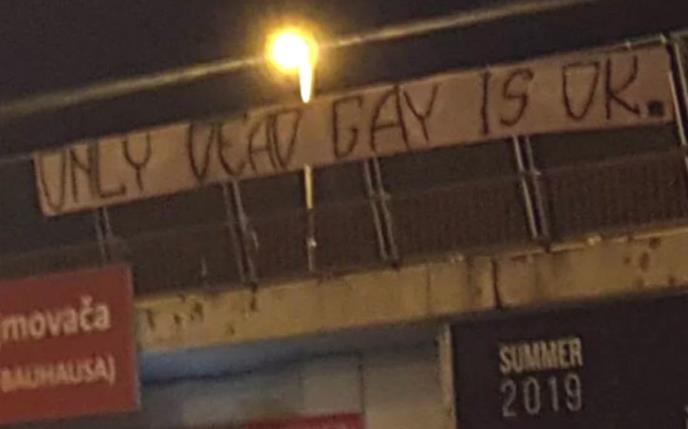 ONLY DEAD GAY IS OK.
movača
BAUHAUSA)
SUMMER
2019